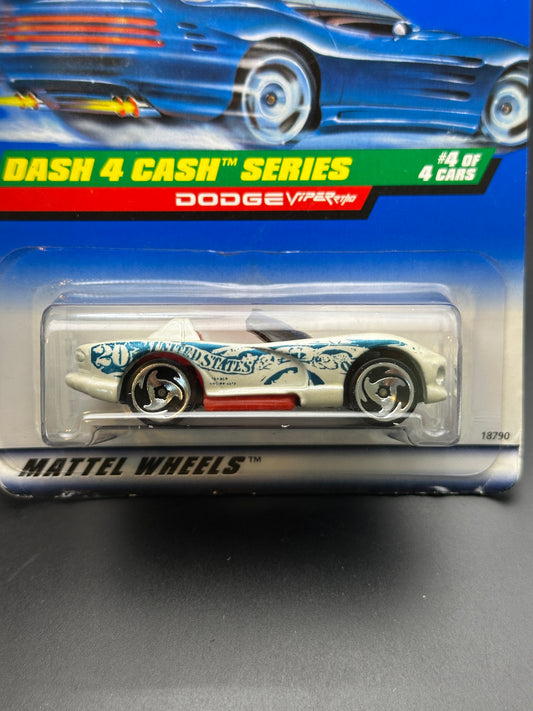 DASH 4 CASH™ SERIES
#4 OF
4 CARS
DODGE VIPER RT/10
20 UNITED STATES
18790
MATTEL WHEELS™